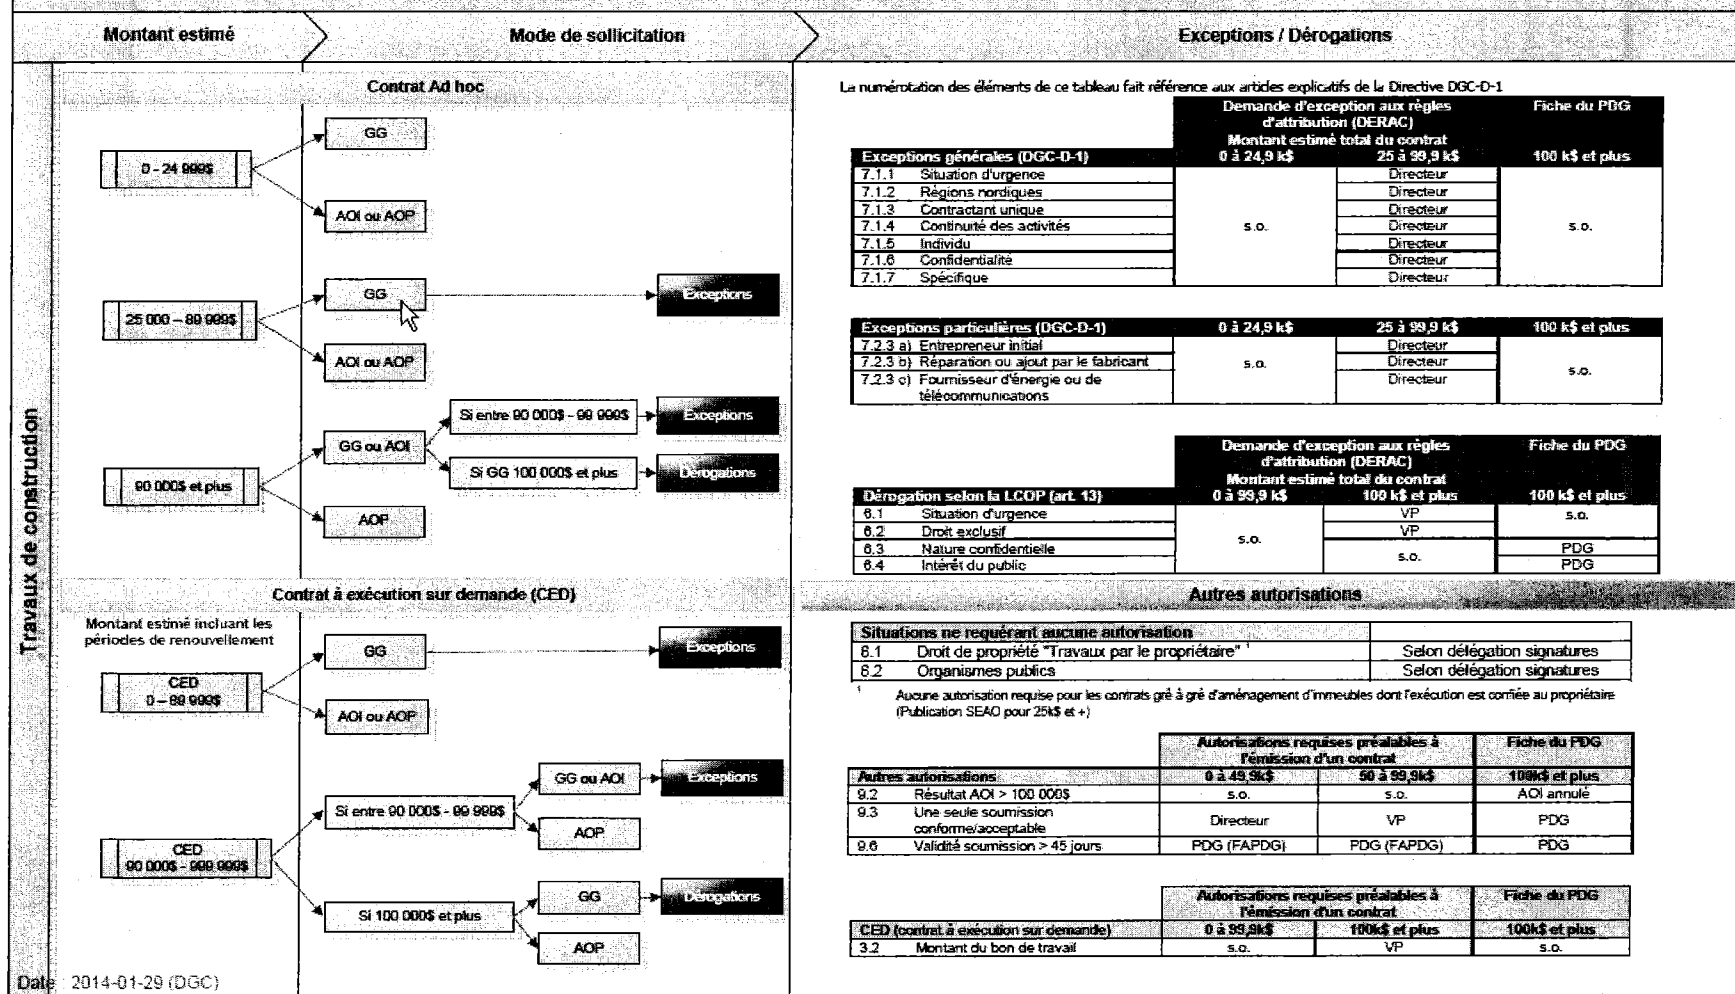 Montant estimé
Mode de sollicitation
Exceptions / Dérogations
Travaux de construction
Contrat Ad hoc
0 - 24 999$
GG
AOI ou AOP
25 000 – 89 999$
GG
Exceptions
AOI ou AOP
90 000$ et plus
GG ou AOI
Si entre 90 000$ - 99 999$
Exceptions
Si GG 100 000$ et plus
Dérogations
AOP
Contrat à exécution sur demande (CED)
Montant estimé incluant les
périodes de renouvellement
CED
0 – 89 999$
GG
Exceptions
AOI ou AOP
CED
90 000$ - 999 999$
Si entre 90 000$ - 99 999$
GG ou AOI
Exceptions
AOP
Si 100 000$ et plus
GG
Dérogations
AOP
Date : 2014-01-29 (DGC)
La numérotation des éléments de ce tableau fait référence aux articles explicatifs de la Directive DGC-D-1
Demande d'exception aux règles
d'attribution (DERAC)
Fiche du PDG
Montant estimé total du contrat
Exceptions générales (DGC-D-1) 0 à 24,9 k$ 25 à 99,9 k$ 100 k$ et plus
7.1.1 Situation d'urgence Directeur
7.1.2 Régions nordiques Directeur
7.1.3 Contractant unique Directeur
7.1.4 Continuité des activités s.o. Directeur s.o.
7.1.5 Individu Directeur
7.1.6 Confidentialité Directeur
7.1.7 Spécifique Directeur
Exceptions particulières (DGC-D-1) 0 à 24,9 k$ 25 à 99,9 k$ 100 k$ et plus
7.2.3 a) Entrepreneur initial Directeur
7.2.3 b) Réparation ou ajout par le fabricant s.o. Directeur s.o.
7.2.3 c) Fournisseur d'énergie ou de Directeur
télécommunications
Demande d'exception aux règles
d'attribution (DERAC)
Fiche du PDG
Montant estimé total du contrat
Dérogation selon la LCOP (art. 13) 0 à 99,9 k$ 100 k$ et plus 100 k$ et plus
6.1 Situation d'urgence VP s.o.
6.2 Droit exclusif s.o. VP
6.3 Nature confidentielle s.o. PDG
6.4 Intérêt du public PDG
Autres autorisations
Situations ne requérant aucune autorisation
8.1 Droit de propriété "Travaux par le propriétaire" 1 Selon délégation signatures
8.2 Organismes publics Selon délégation signatures
1 Aucune autorisation requise pour les contrats gré à gré d'aménagement d'immeubles dont l'exécution est confiée au propriétaire
(Publication SEAO pour 25k$ et +)
Autorisations requises préalables à
l'émission d'un contrat
Fiche du PDG
Autres autorisations 0 à 49,9k$ 50 à 99,9k$ 100k$ et plus
9.2 Résultat AOI > 100 000$ s.o. s.o. AOI annulé
9.3 Une seule soumission
conforme/acceptable Directeur VP PDG
9.6 Validité soumission > 45 jours PDG (FAPDG) PDG (FAPDG) PDG
Autorisations requises préalables à
l'émission d'un contrat
Fiche du PDG
CED (contrat à exécution sur demande) 0 à 99,9k$ 100k$ et plus 100k$ et plus
3.2 Montant du bon de travail s.o. VP s.o.